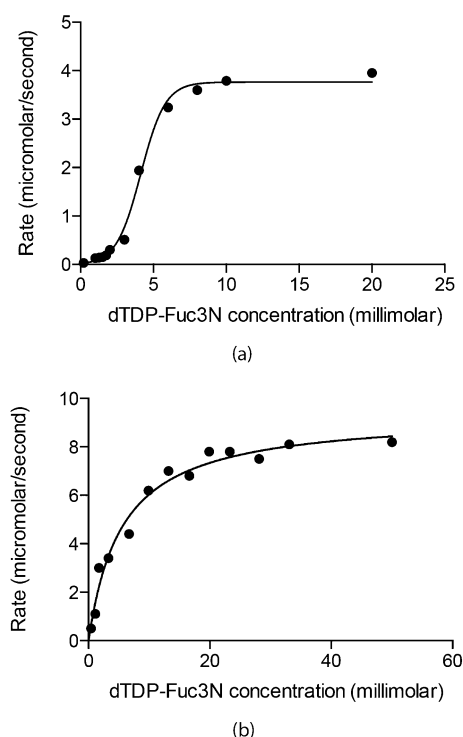 5
4
3
2
1
0
Rate (micromolar/second)
0 5 10 15 20 25
dTDP-Fuc3N concentration (millimolar)
(a)
10
8
6
4
2
0
Rate (micromolar/second)
0 20 40 60
dTDP-Fuc3N concentration (millimolar)
(b)